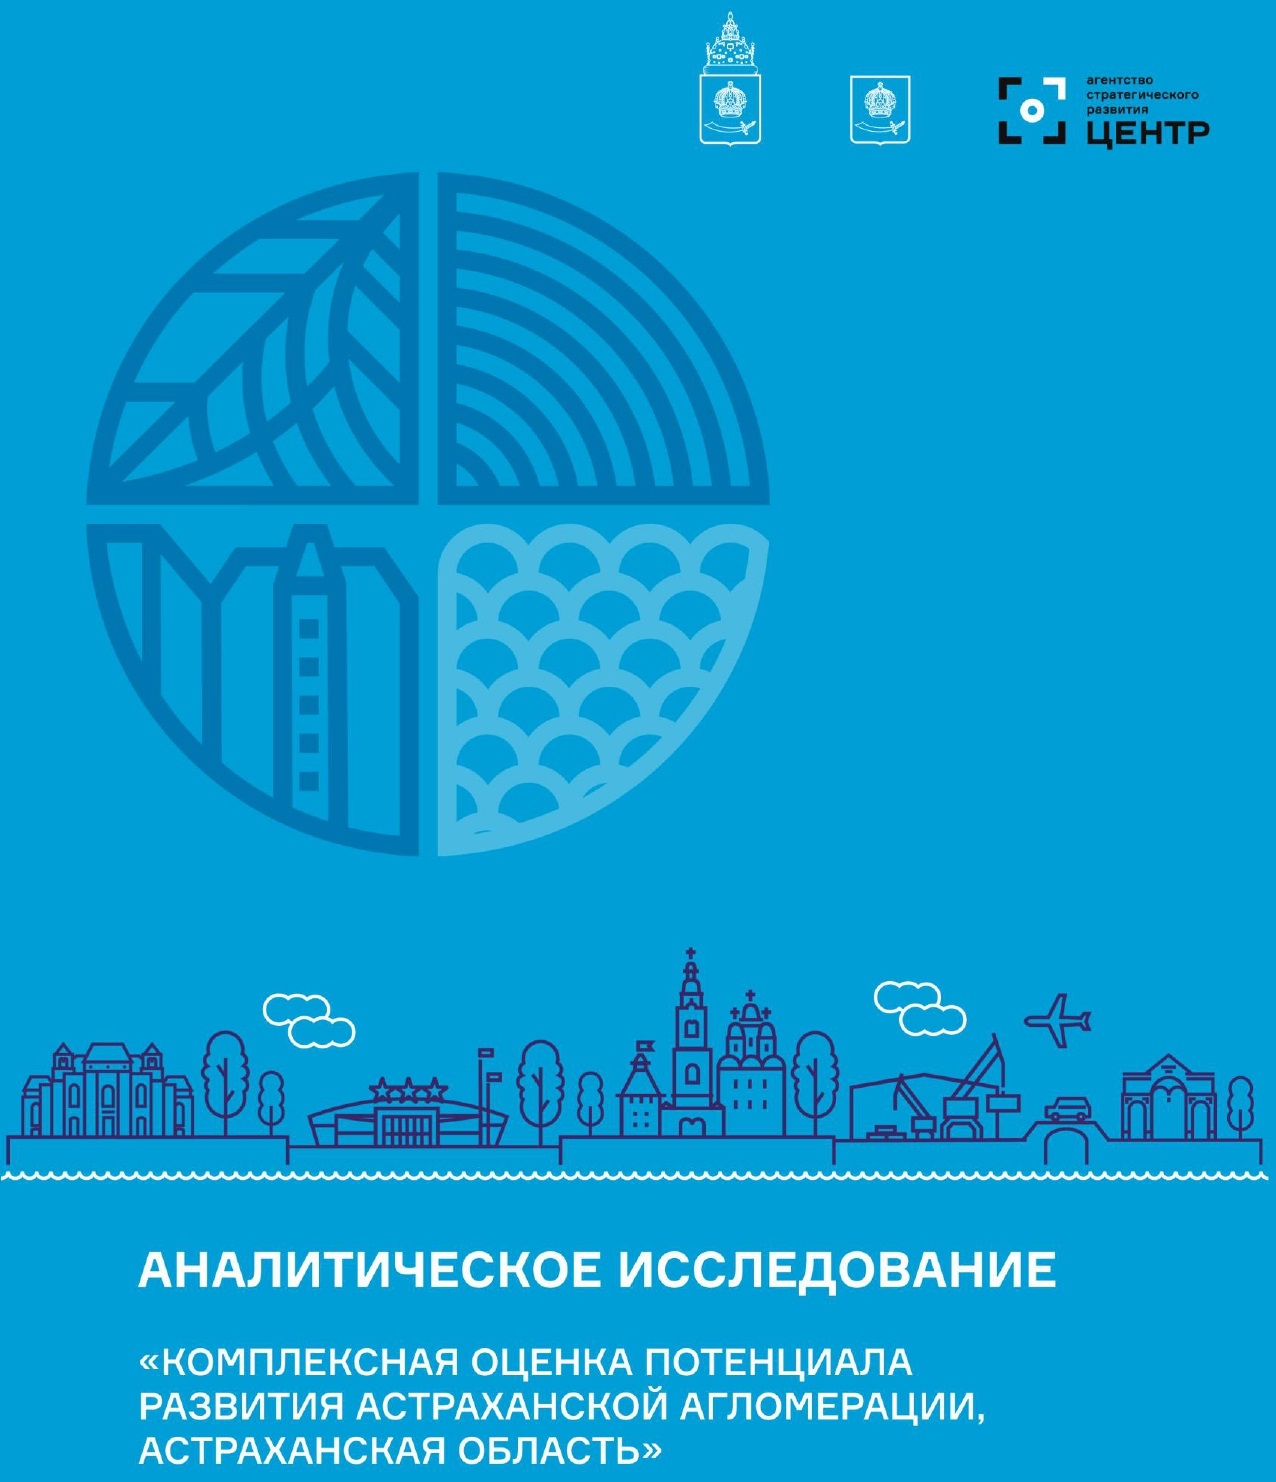 агентство
стратегического
развития
ЦЕНТР
АНАЛИТИЧЕСКОЕ ИССЛЕДОВАНИЕ
«КОМПЛЕКСНАЯ ОЦЕНКА ПОТЕНЦИАЛА
РАЗВИТИЯ АСТРАХАНСКОЙ АГЛОМЕРАЦИИ,
АСТРАХАНСКАЯ ОБЛАСТЬ»